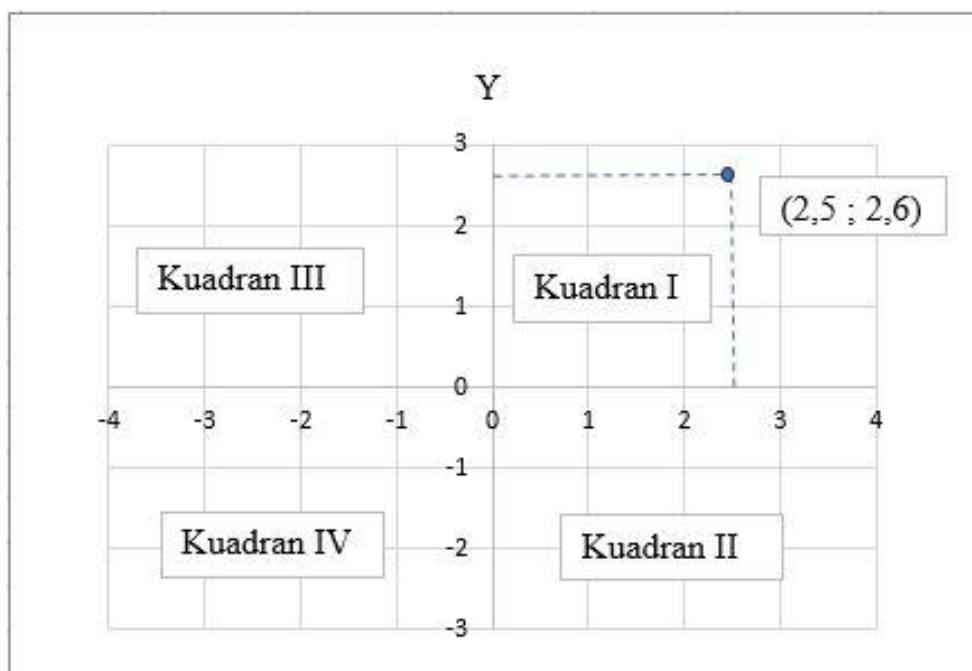 Y
3
(2,5 ; 2,6)
2
Kuadran III
Kuadran I
1
0
-4 -3 -2 -1 0 1 2 3 4
-1
Kuadran IV
-2
Kuadran II
-3